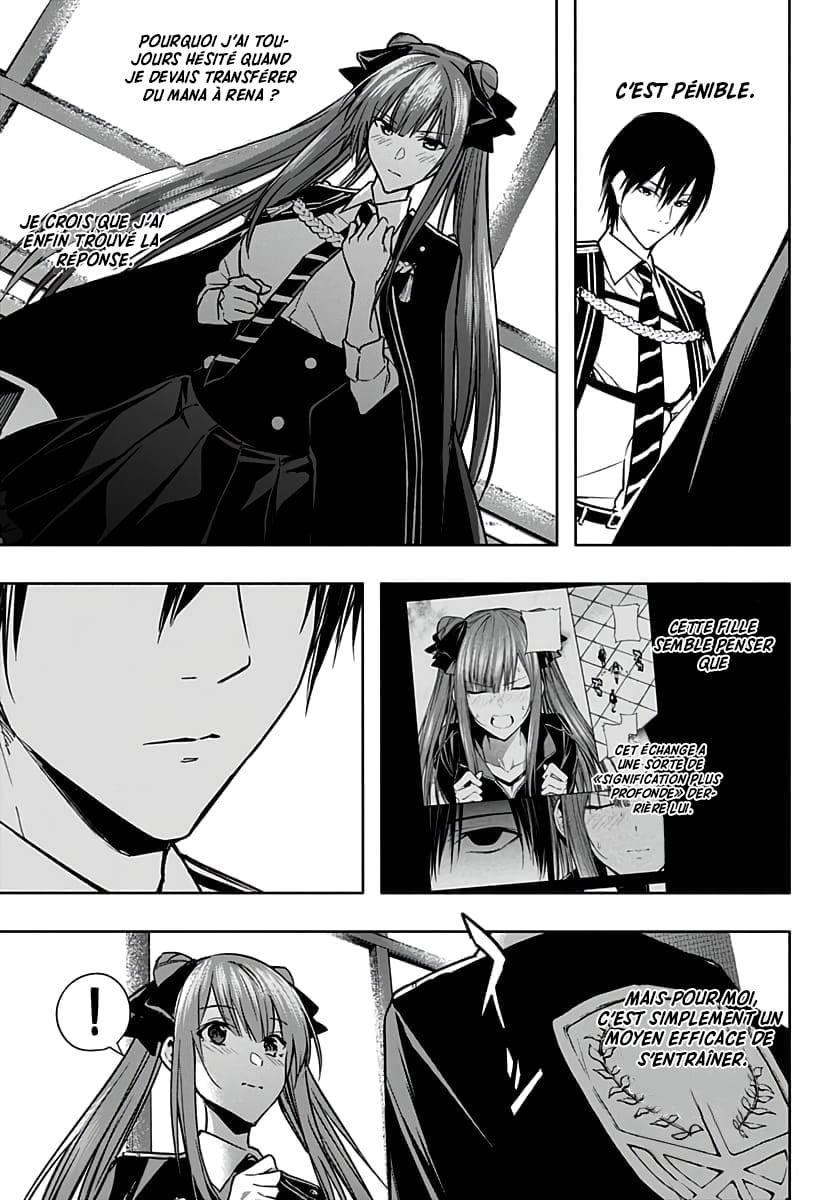 C'EST PÉNIBLE.
POURQUOI J'AI TOU-
JOURS HÉSITÉ QUAND
JE DEVAIS TRANSFÉRER
DU MANA À RENA ?
JE CROIS QUE J'AI
ENFIN TROUVÉ LA
RÉPONSE.
CETTE FILLE
SEMBLE PENSER
QUE
CET ÉCHANGE A
UNE SORTE DE
«SIGNIFICATION PLUS
PROFONDE» DER-
RIÈRE LUI.
MAIS POUR MOI,
C'EST SIMPLEMENT UN
MOYEN EFFICACE DE
S'ENTRAÎNER.
!